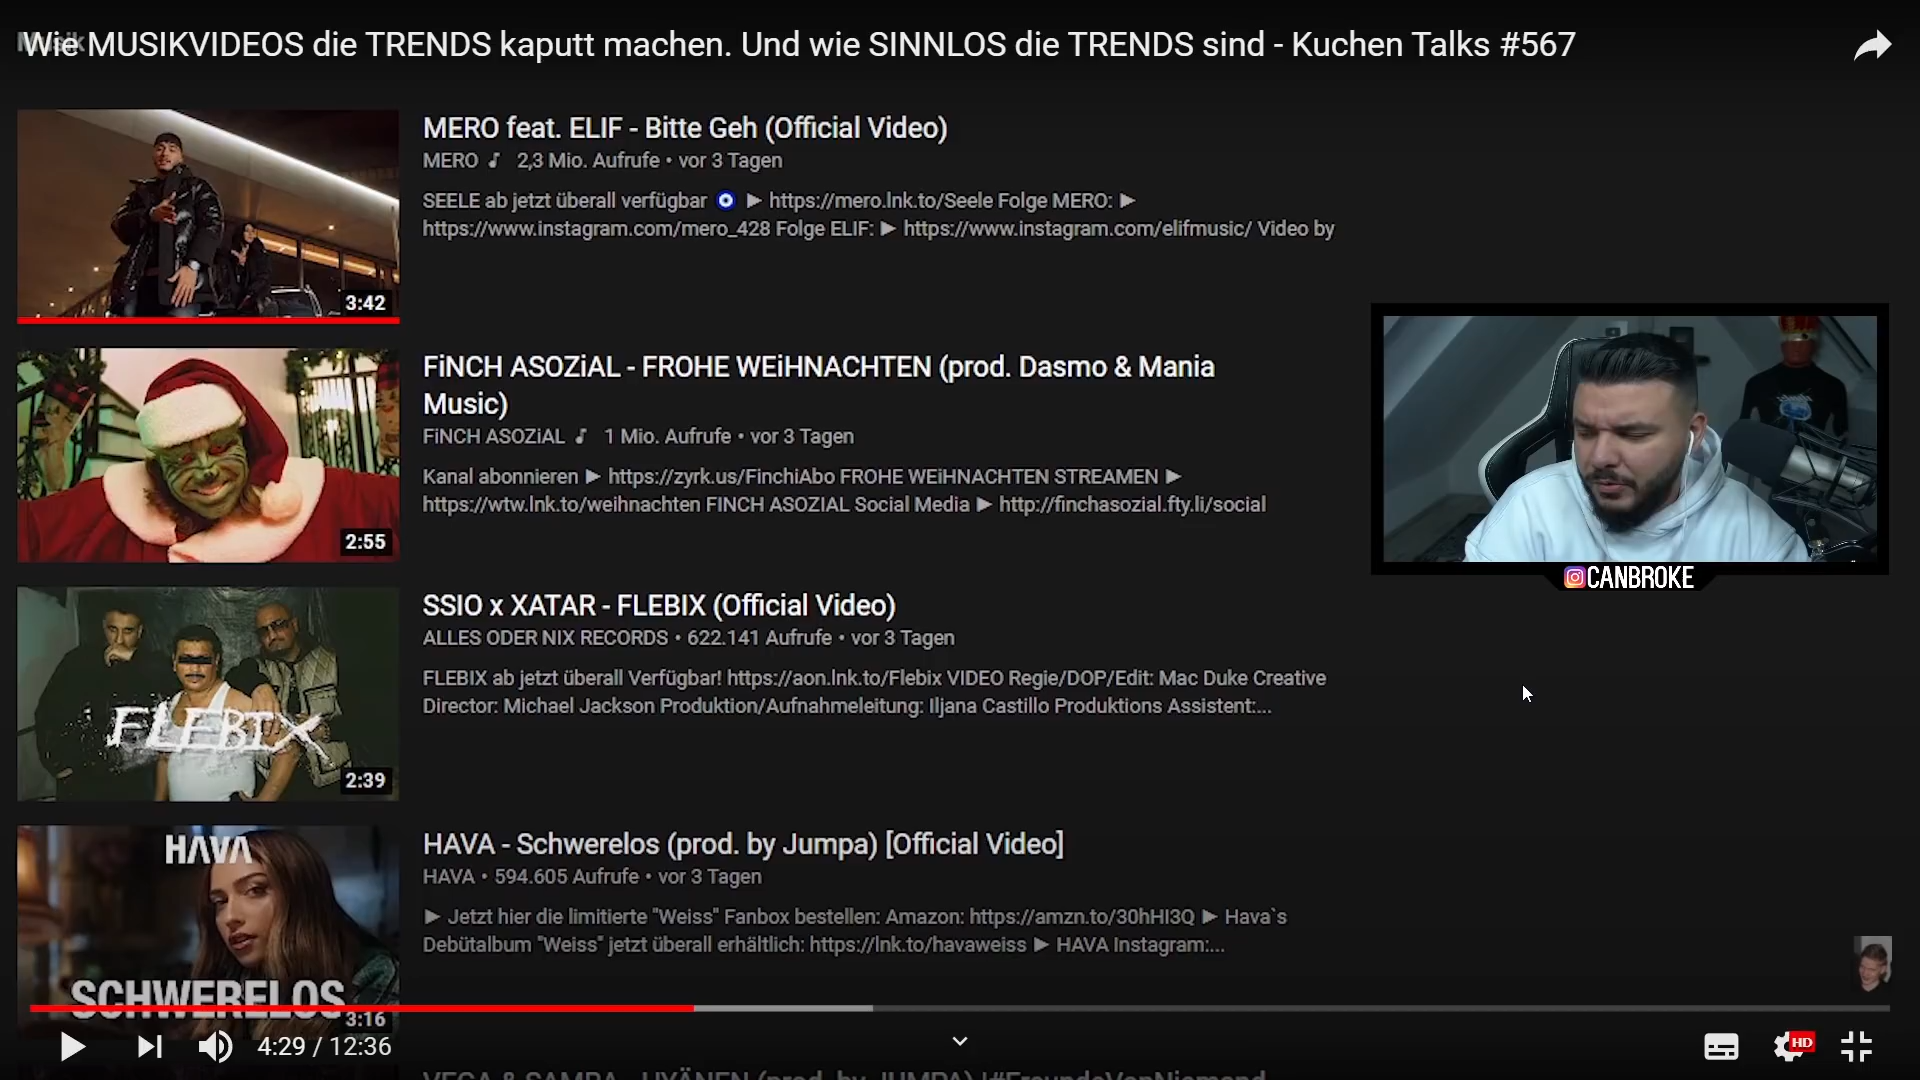 Musik
Wie MUSIKVIDEOS die TRENDS kaputt machen. Und wie SINNLOS die TRENDS sind - Kuchen Talks #567
MERO feat. ELIF - Bitte Geh (Official Video)
MERO ♪ 2,3 Mio. Aufrufe • vor 3 Tagen
SEELE ab jetzt überall verfügbar 🧿 ► https://mero.lnk.to/Seele Folge MERO: ►
https://www.instagram.com/mero_428 Folge ELIF: ► https://www.instagram.com/elifmusic/ Video by
3:42
FiNCH ASOZiAL - FROHE WEiHNACHTEN (prod. Dasmo & Mania
Music)
FiNCH ASOZiAL ♪ 1 Mio. Aufrufe • vor 3 Tagen
Kanal abonnieren ► https://zyrk.us/FinchiAbo FROHE WEiHNACHTEN STREAMEN ►
https://wtw.lnk.to/weihnachten FINCH ASOZIAL Social Media ► http://finchasozial.fty.li/social
2:55
CANBROKE
SSIO x XATAR - FLEBIX (Official Video)
ALLES ODER NIX RECORDS • 622.141 Aufrufe • vor 3 Tagen
FLEBIX ab jetzt überall Verfügbar! https://aon.lnk.to/Flebix VIDEO Regie/DOP/Edit: Mac Duke Creative
Director: Michael Jackson Produktion/Aufnahmeleitung: Iljana Castillo Produktions Assistent:...
FLEBIX
2:39
HAVA - Schwerelos (prod. by Jumpa) [Official Video]
HAVA • 594.605 Aufrufe • vor 3 Tagen
► Jetzt hier die limitierte "Weiss" Fanbox bestellen: Amazon: https://amzn.to/30hHI3Q ► Hava`s
Debütalbum "Weiss" jetzt überall erhältlich: https://lnk.to/havaweiss ► HAVA Instagram:...
HAVA
SCHWERELOS
3:16
4:29 / 12:36
HD
VEGA & SAMRA - HYÄNEN (prod. by JUMPA) |#FreundeVonNiemand